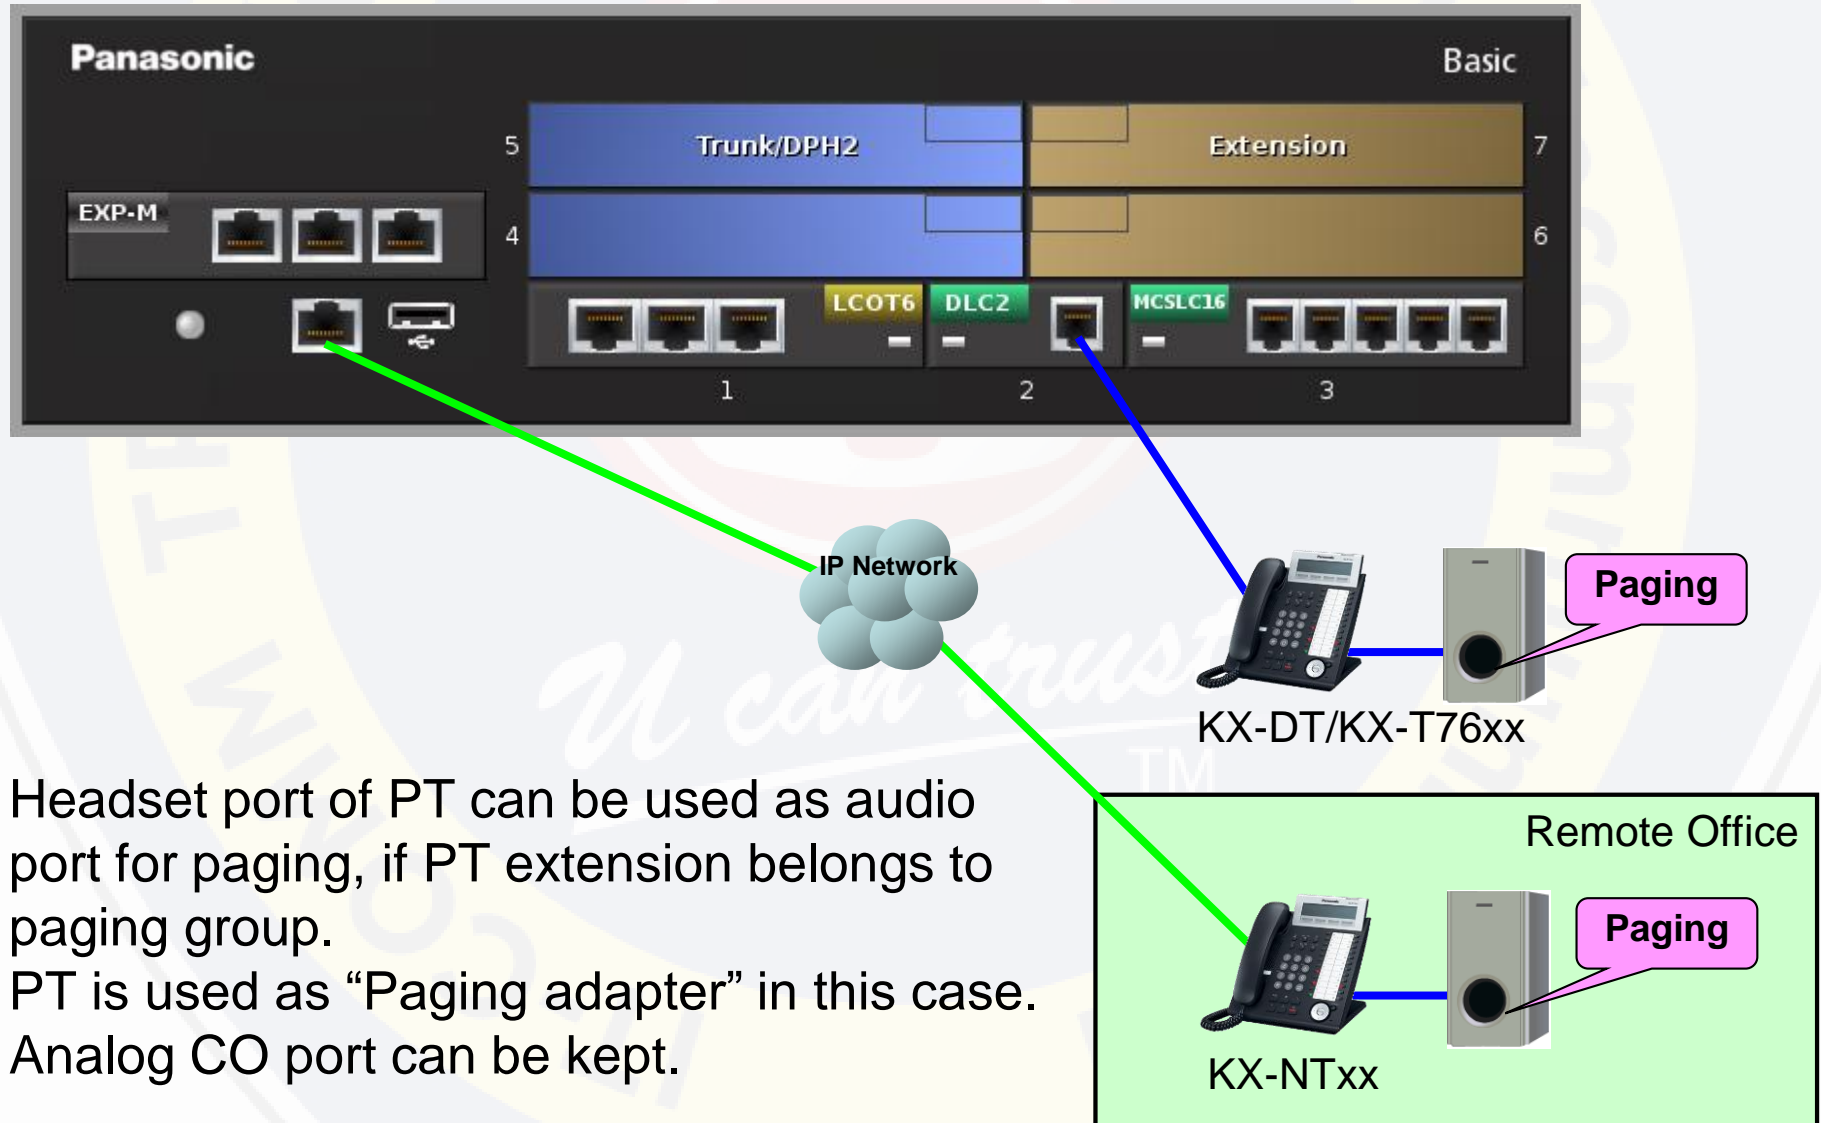 Panasonic
Basic
5
Trunk/DPH2
Extension
7
EXP-M
4
6
LCOT6
DLC2
MCSLC16
1
2
3
IP Network
Paging
KX-DT/KX-T76xx
U can trust
TM
Headset port of PT can be used as audio
port for paging, if PT extension belongs to
paging group.
PT is used as “Paging adapter” in this case.
Analog CO port can be kept.
Remote Office
Paging
KX-NTxx